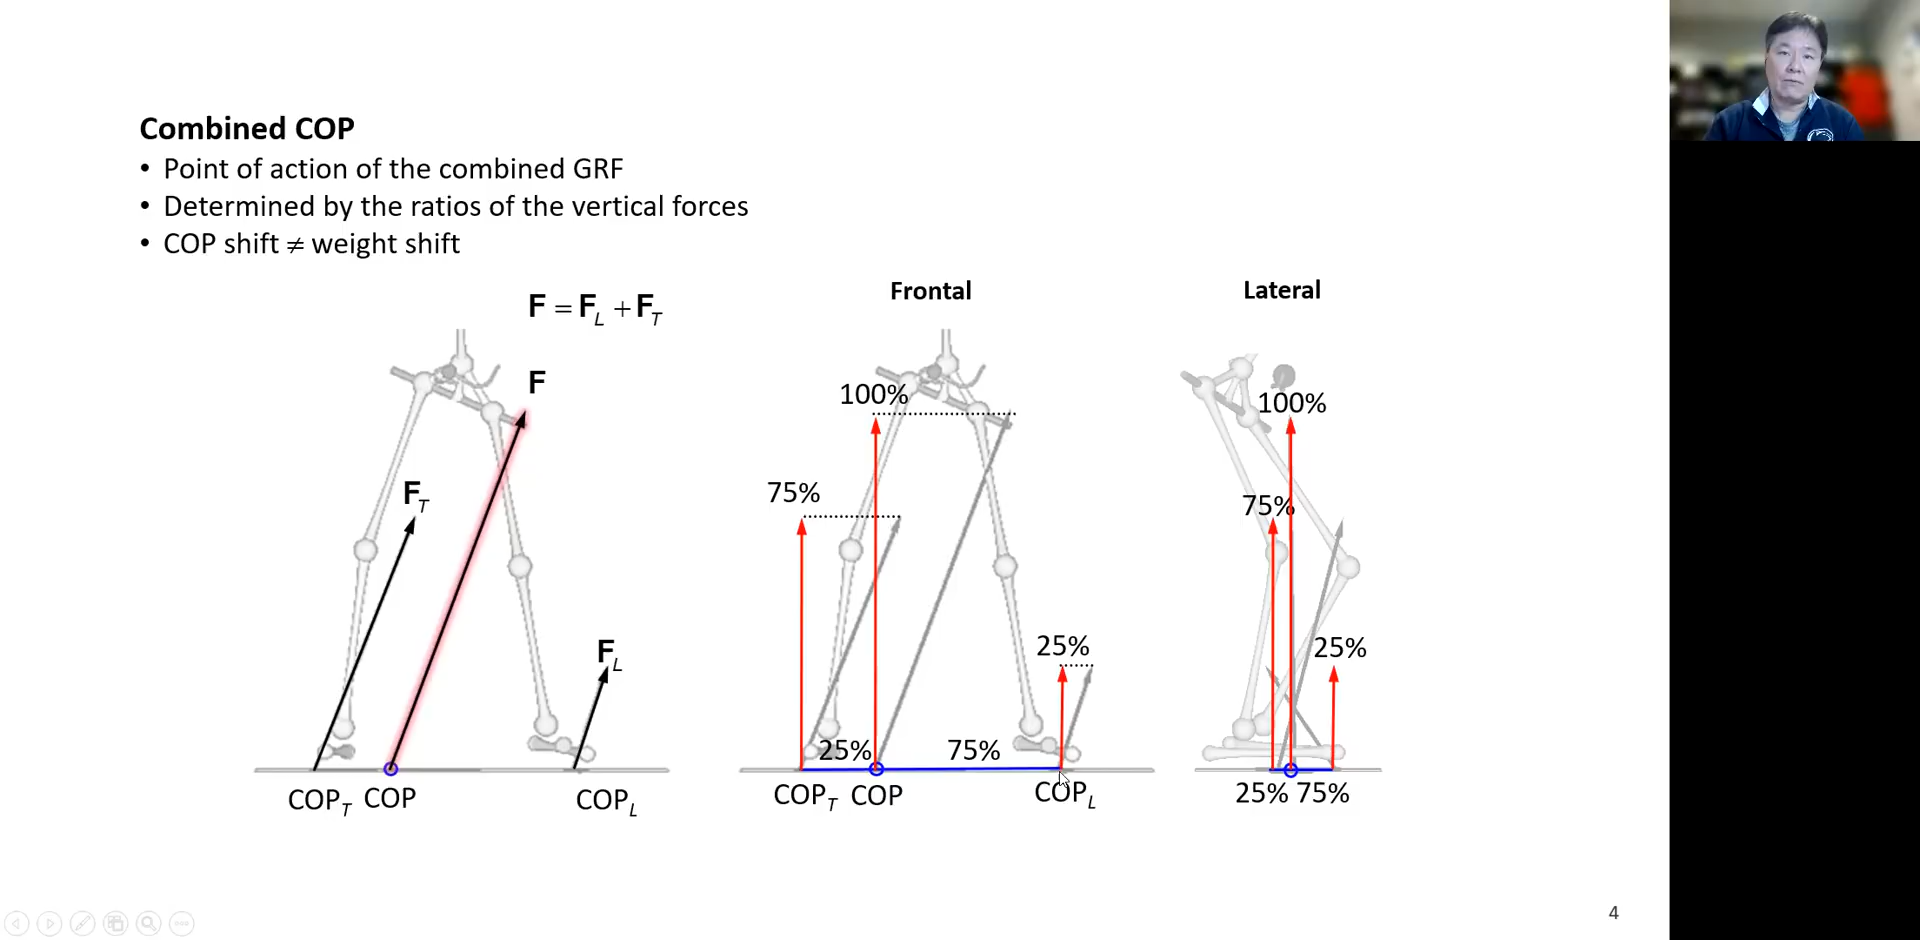 Combined COP
• Point of action of the combined GRF
• Determined by the ratios of the vertical forces
• COP shift ≠ weight shift
F = F_L + F_T
Frontal
Lateral
F
F_T
F_L
COP_T COP
COP_L
100%
75%
25%
25%
75%
COP_T COP
COP_L
100%
75%
25%
25% 75%
4